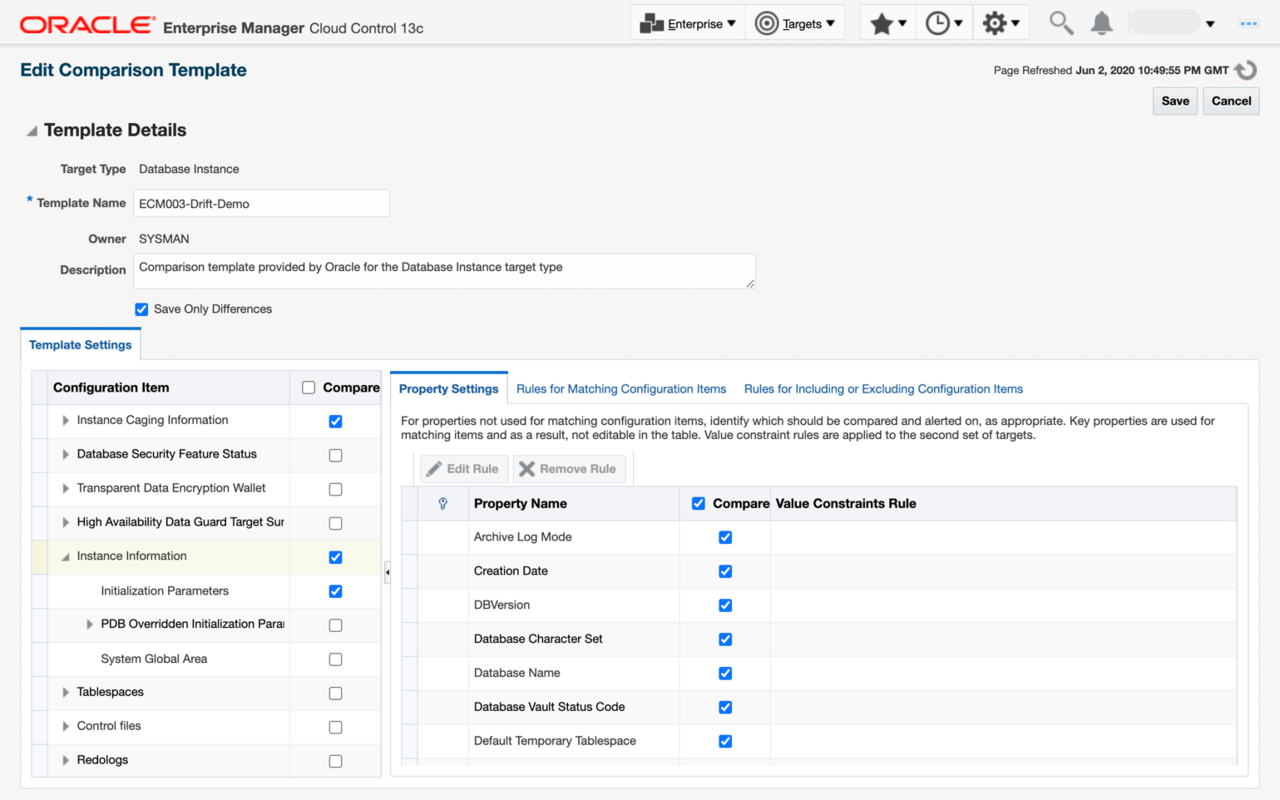 ORACLE Enterprise Manager Cloud Control 13c Enterprise Targets
Edit Comparison Template
Page Refreshed Jun 2, 2020 10:49:55 PM GMT
Save Cancel
Template Details
Target Type Database Instance
* Template Name ECM003-Drift-Demo
Owner SYSMAN
Description Comparison template provided by Oracle for the Database Instance target type
Save Only Differences
Template Settings
Configuration Item Compare
Instance Caging Information
Database Security Feature Status
Transparent Data Encryption Wallet
High Availability Data Guard Target Sur
Instance Information
Initialization Parameters
PDB Overridden Initialization Para
System Global Area
Tablespaces
Control files
Redologs
Property Settings Rules for Matching Configuration Items Rules for Including or Excluding Configuration Items
For properties not used for matching configuration items, identify which should be compared and alerted on, as appropriate. Key properties are used for
matching items and as a result, not editable in the table. Value constraint rules are applied to the second set of targets.
Edit Rule Remove Rule
Property Name Compare Value Constraints Rule
Archive Log Mode
Creation Date
DBVersion
Database Character Set
Database Name
Database Vault Status Code
Default Temporary Tablespace